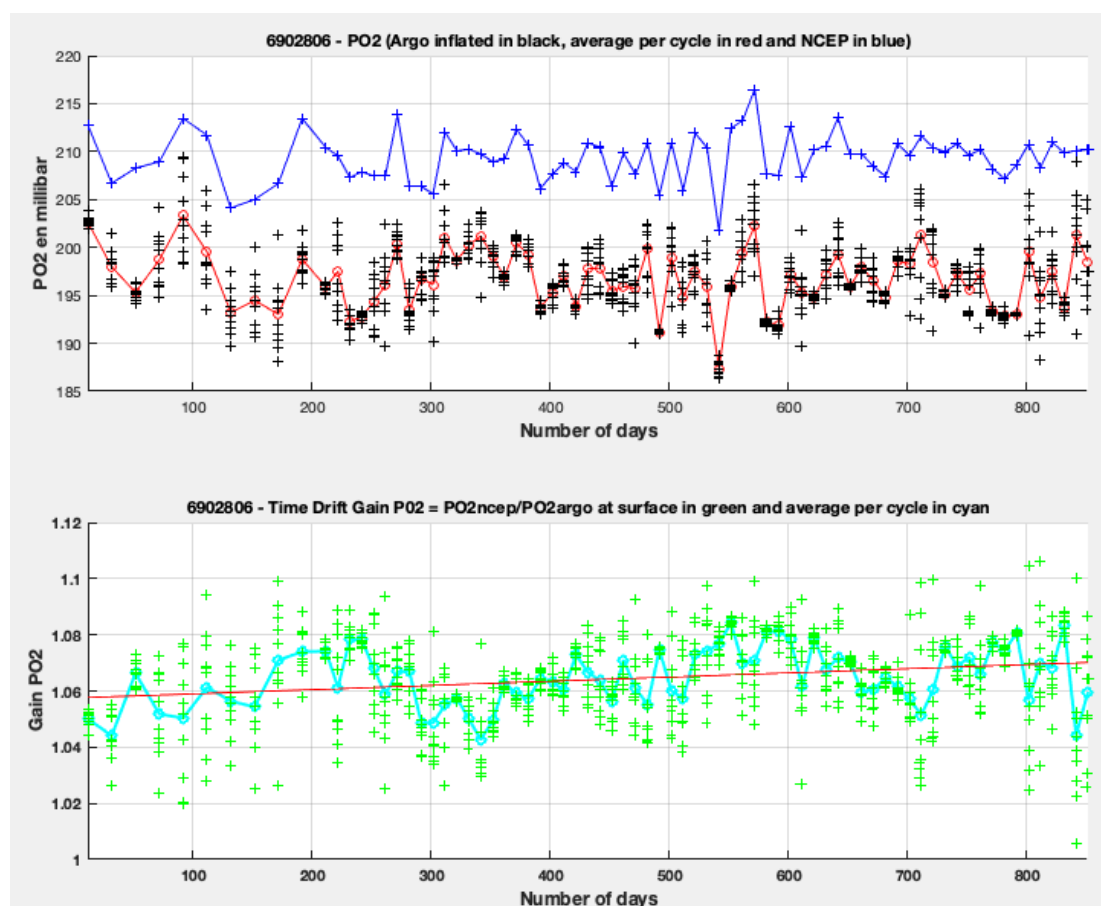 6902806 - PO2 (Argo inflated in black, average per cycle in red and NCEP in blue)
220
215
210
205
200
195
190
185
PO2 en millibar
100 200 300 400 500 600 700 800
Number of days
6902806 - Time Drift Gain P02 = PO2ncep/PO2argo at surface in green and average per cycle in cyan
1.12
1.1
1.08
1.06
1.04
1.02
1
Gain PO2
100 200 300 400 500 600 700 800
Number of days